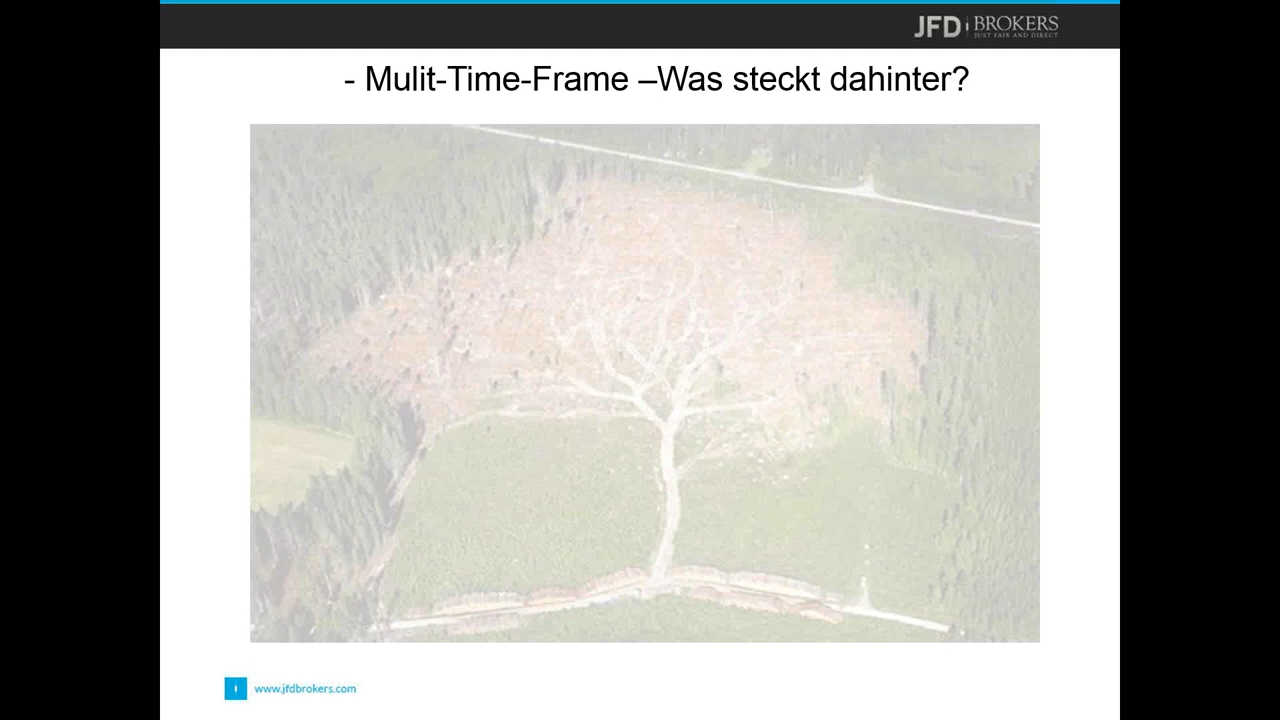 JFD BROKERS
JUST FAIR AND DIRECT
- Mulit-Time-Frame –Was steckt dahinter?
www.jfdbrokers.com